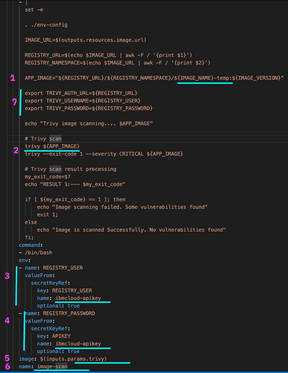 - |
set -e
. ./env-config
IMAGE_URL=$(outputs.resources.image.url)
REGISTRY_URL=$(echo $IMAGE_URL | awk -F / '{print $1}')
REGISTRY_NAMESPACE=$(echo $IMAGE_URL | awk -F / '{print $2}')
1 APP_IMAGE="${REGISTRY_URL}/${REGISTRY_NAMESPACE}/${IMAGE_NAME}-temp:${IMAGE_VERSION}"
7 export TRIVY_AUTH_URL=${REGISTRY_URL}
export TRIVY_USERNAME=${REGISTRY_USER}
export TRIVY_PASSWORD=${REGISTRY_PASSWORD}
echo "Trivy image scanning.... $APP_IMAGE"
# Trivy scan
2 trivy ${APP_IMAGE}
trivy --exit-code 1 --severity CRITICAL ${APP_IMAGE}
# Trivy scan result processing
my_exit_code=$?
echo "RESULT 1:--- $my_exit_code"
if [ ${my_exit_code} == 1 ]; then
echo "Image scanning failed. Some vulnerabilities found"
exit 1;
else
echo "Image is scanned Successfully. No vulnerabilities found"
fi;
command:
- /bin/bash
env:
- name: REGISTRY_USER
3 valueFrom:
secretKeyRef:
key: REGISTRY_USER
name: ibmcloud-apikey
optional: true
- name: REGISTRY_PASSWORD
4 valueFrom:
secretKeyRef:
key: APIKEY
name: ibmcloud-apikey
optional: true
5 image: $(inputs.params.trivy)
6 name: image-scan